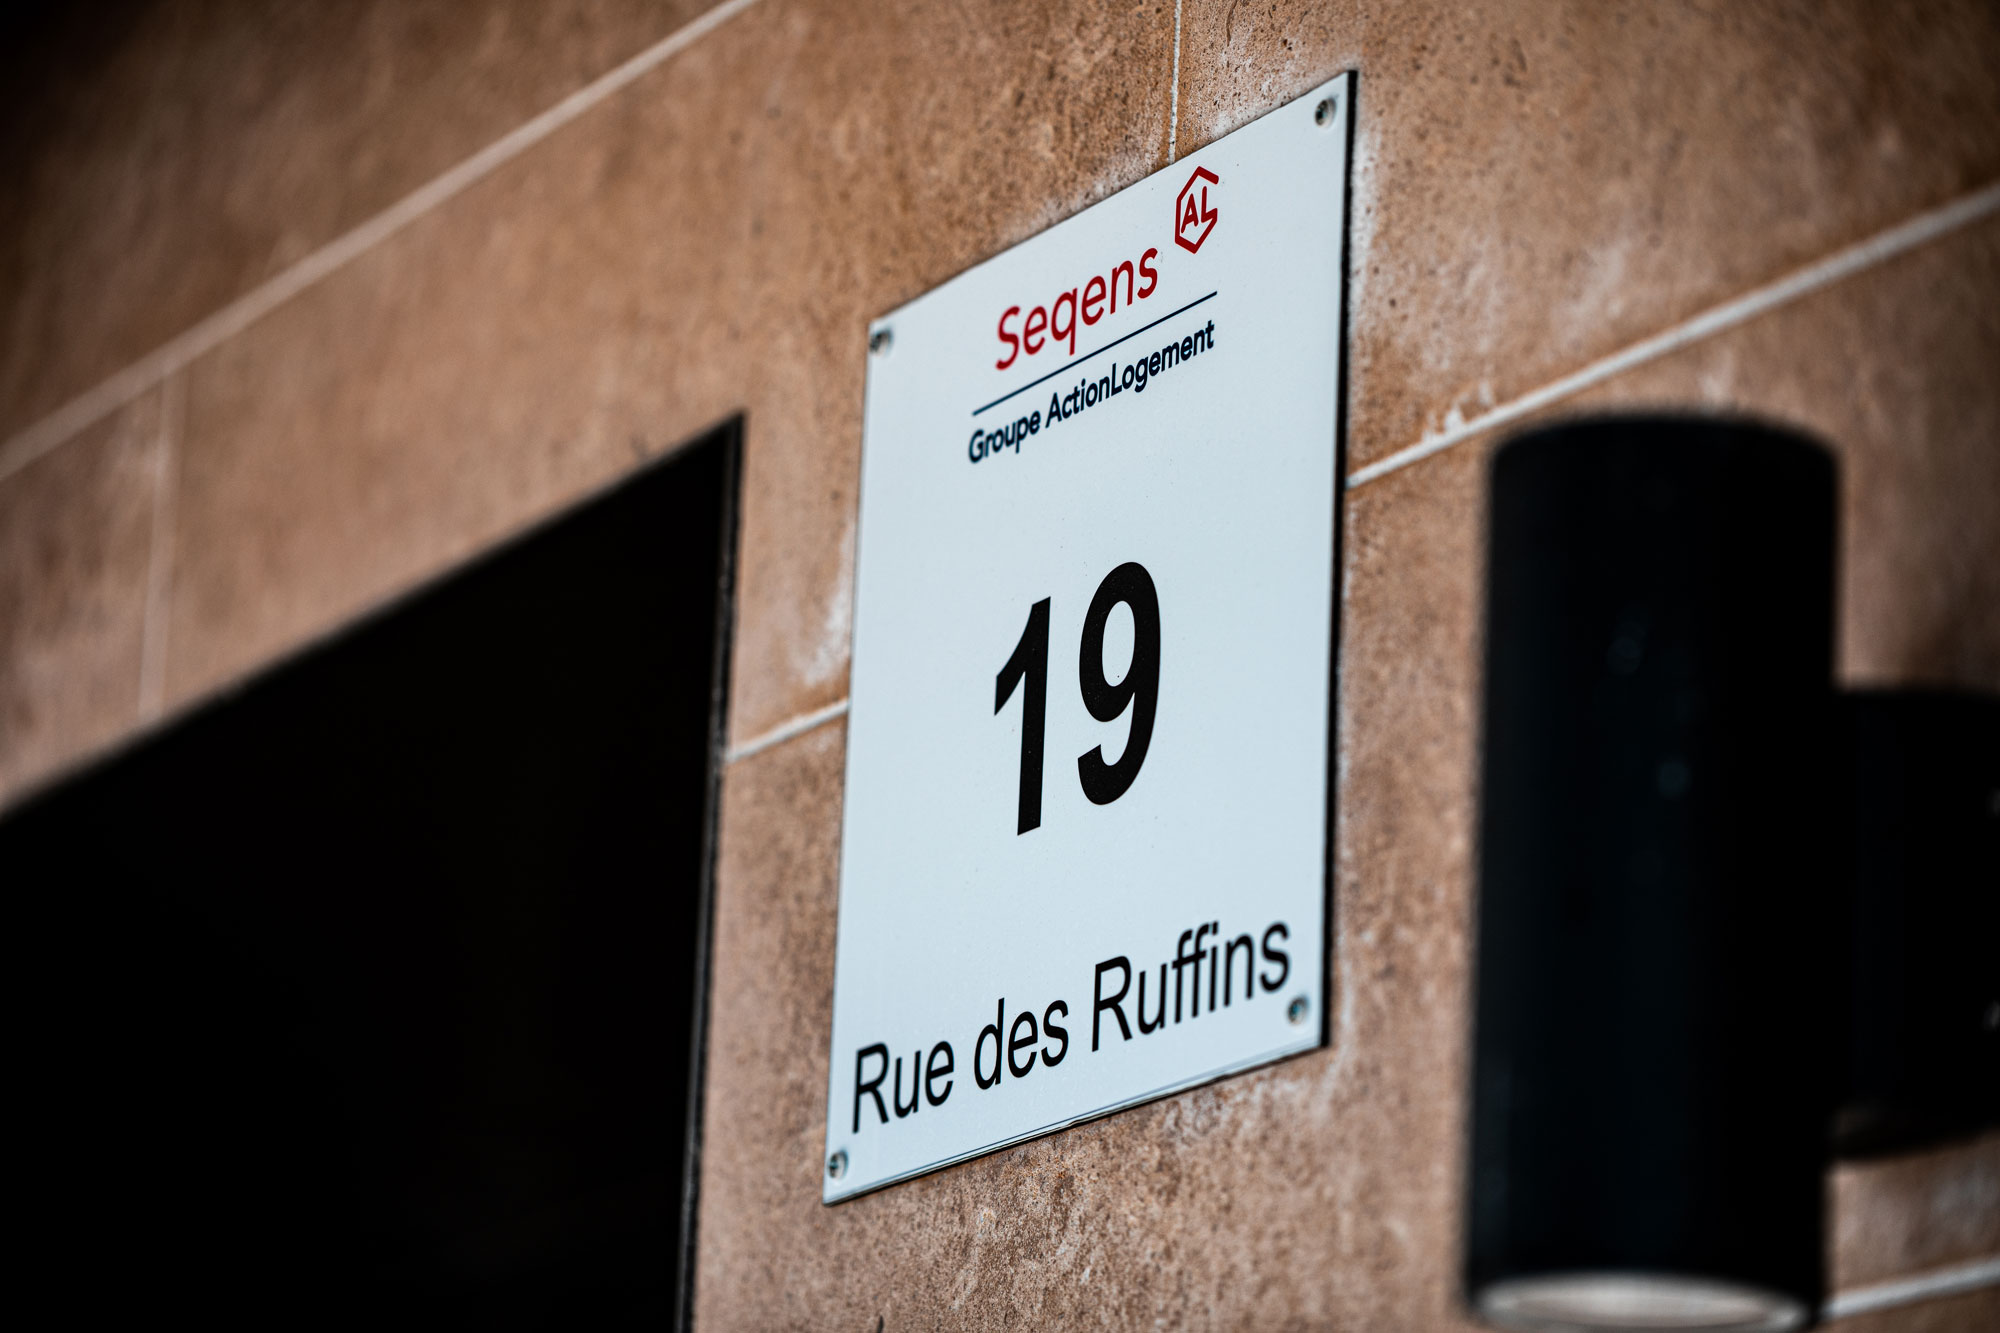 AL
Seqens
Groupe ActionLogement
19
Rue des Ruffins